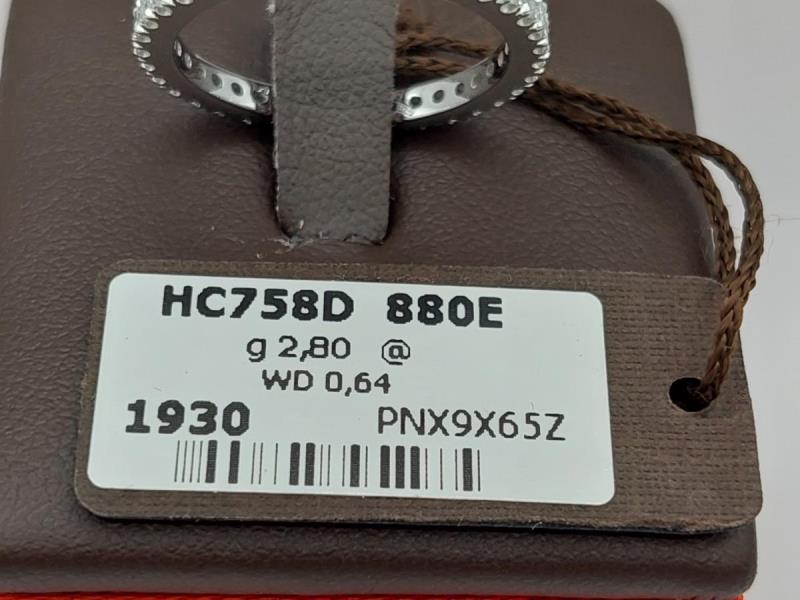 HC758D 880E
g 2,80 @
WD 0,64
1930 PNX9X65Z